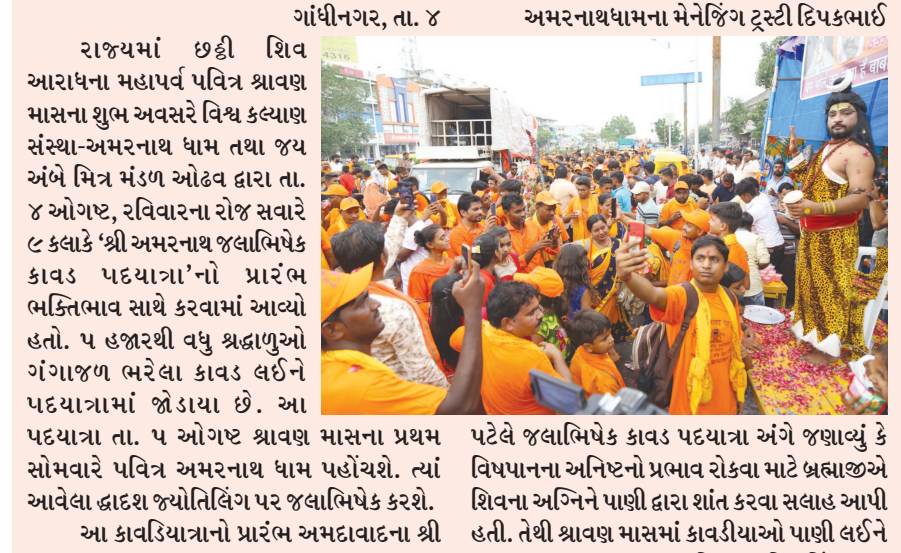 ગાંધીનગર, તા. ૪
રાજ્યમાં છઠ્ઠી શિવ
આરાધના મહાપર્વ પવિત્ર શ્રાવણ
માસના શુભ અવસરે વિશ્વ કલ્યાણ
સંસ્થા-અમરનાથ ધામ તથા જય
અંબે મિત્ર મંડળ ઓઢવ દ્વારા તા.
૪ ઓગષ્ટ, રવિવારના રોજ સવારે
૯ કલાકે ‘શ્રી અમરનાથ જલાભિષેક
કાવડ પદયાત્રા’નો પ્રારંભ
ભક્તિભાવ સાથે કરવામાં આવ્યો
હતો. ૫ હજારથી વધુ શ્રદ્ધાળુઓ
ગંગાજળ ભરેલા કાવડ લઈને
પદયાત્રામાં જોડાયા છે. આ
પદયાત્રા તા. ૫ ઓગષ્ટ શ્રાવણ માસના પ્રથમ
સોમવારે પવિત્ર અમરનાથ ધામ પહોંચશે. ત્યાં
આવેલા દ્વાદશ જ્યોતિલિંગ પર જલાભિષેક કરશે.
આ કાવડિયાત્રાનો પ્રારંભ અમદાવાદના શ્રી
અમરનાથધામના મેનેજિંગ ટ્રસ્ટી દિપકભાઈ
4316
है बाबा
પટેલે જલાભિષેક કાવડ પદયાત્રા અંગે જણાવ્યું કે
વિષપાનના અનિષ્ટનો પ્રભાવ રોકવા માટે બ્રહ્માજીએ
શિવના અગ્નિને પાણી દ્વારા શાંત કરવા સલાહ આપી
હતી. તેથી શ્રાવણ માસમાં કાવડીયાઓ પાણી લઈને